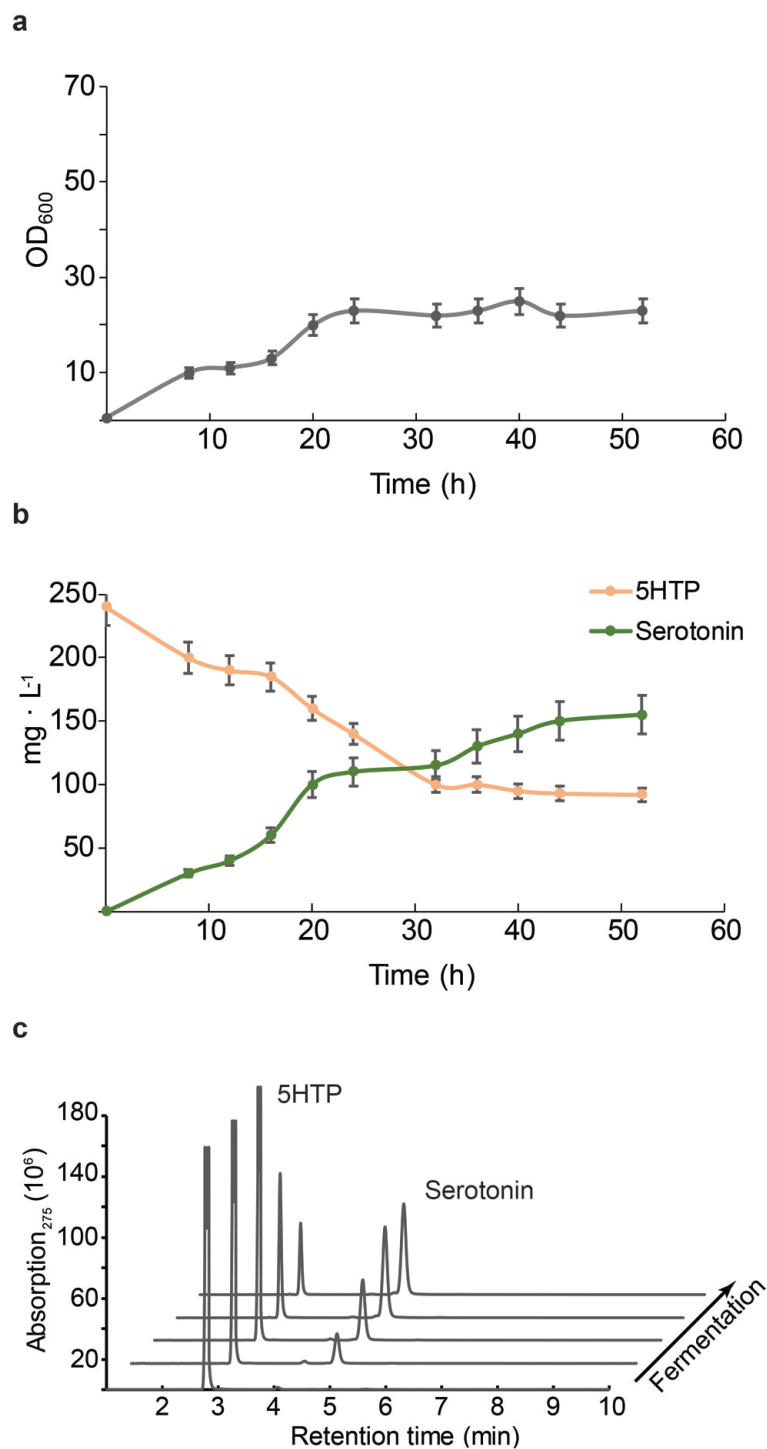 a
70
50
30
10
OD600
10 20 30 40 50 60
Time (h)
b
250
200
150
100
50
mg · L-1
5HTP
Serotonin
10 20 30 40 50 60
Time (h)
c
180
140
100
60
20
Absorption275 (10⁶)
5HTP
Serotonin
Fermentation
2 3 4 5 6 7 8 9 10
Retention time (min)